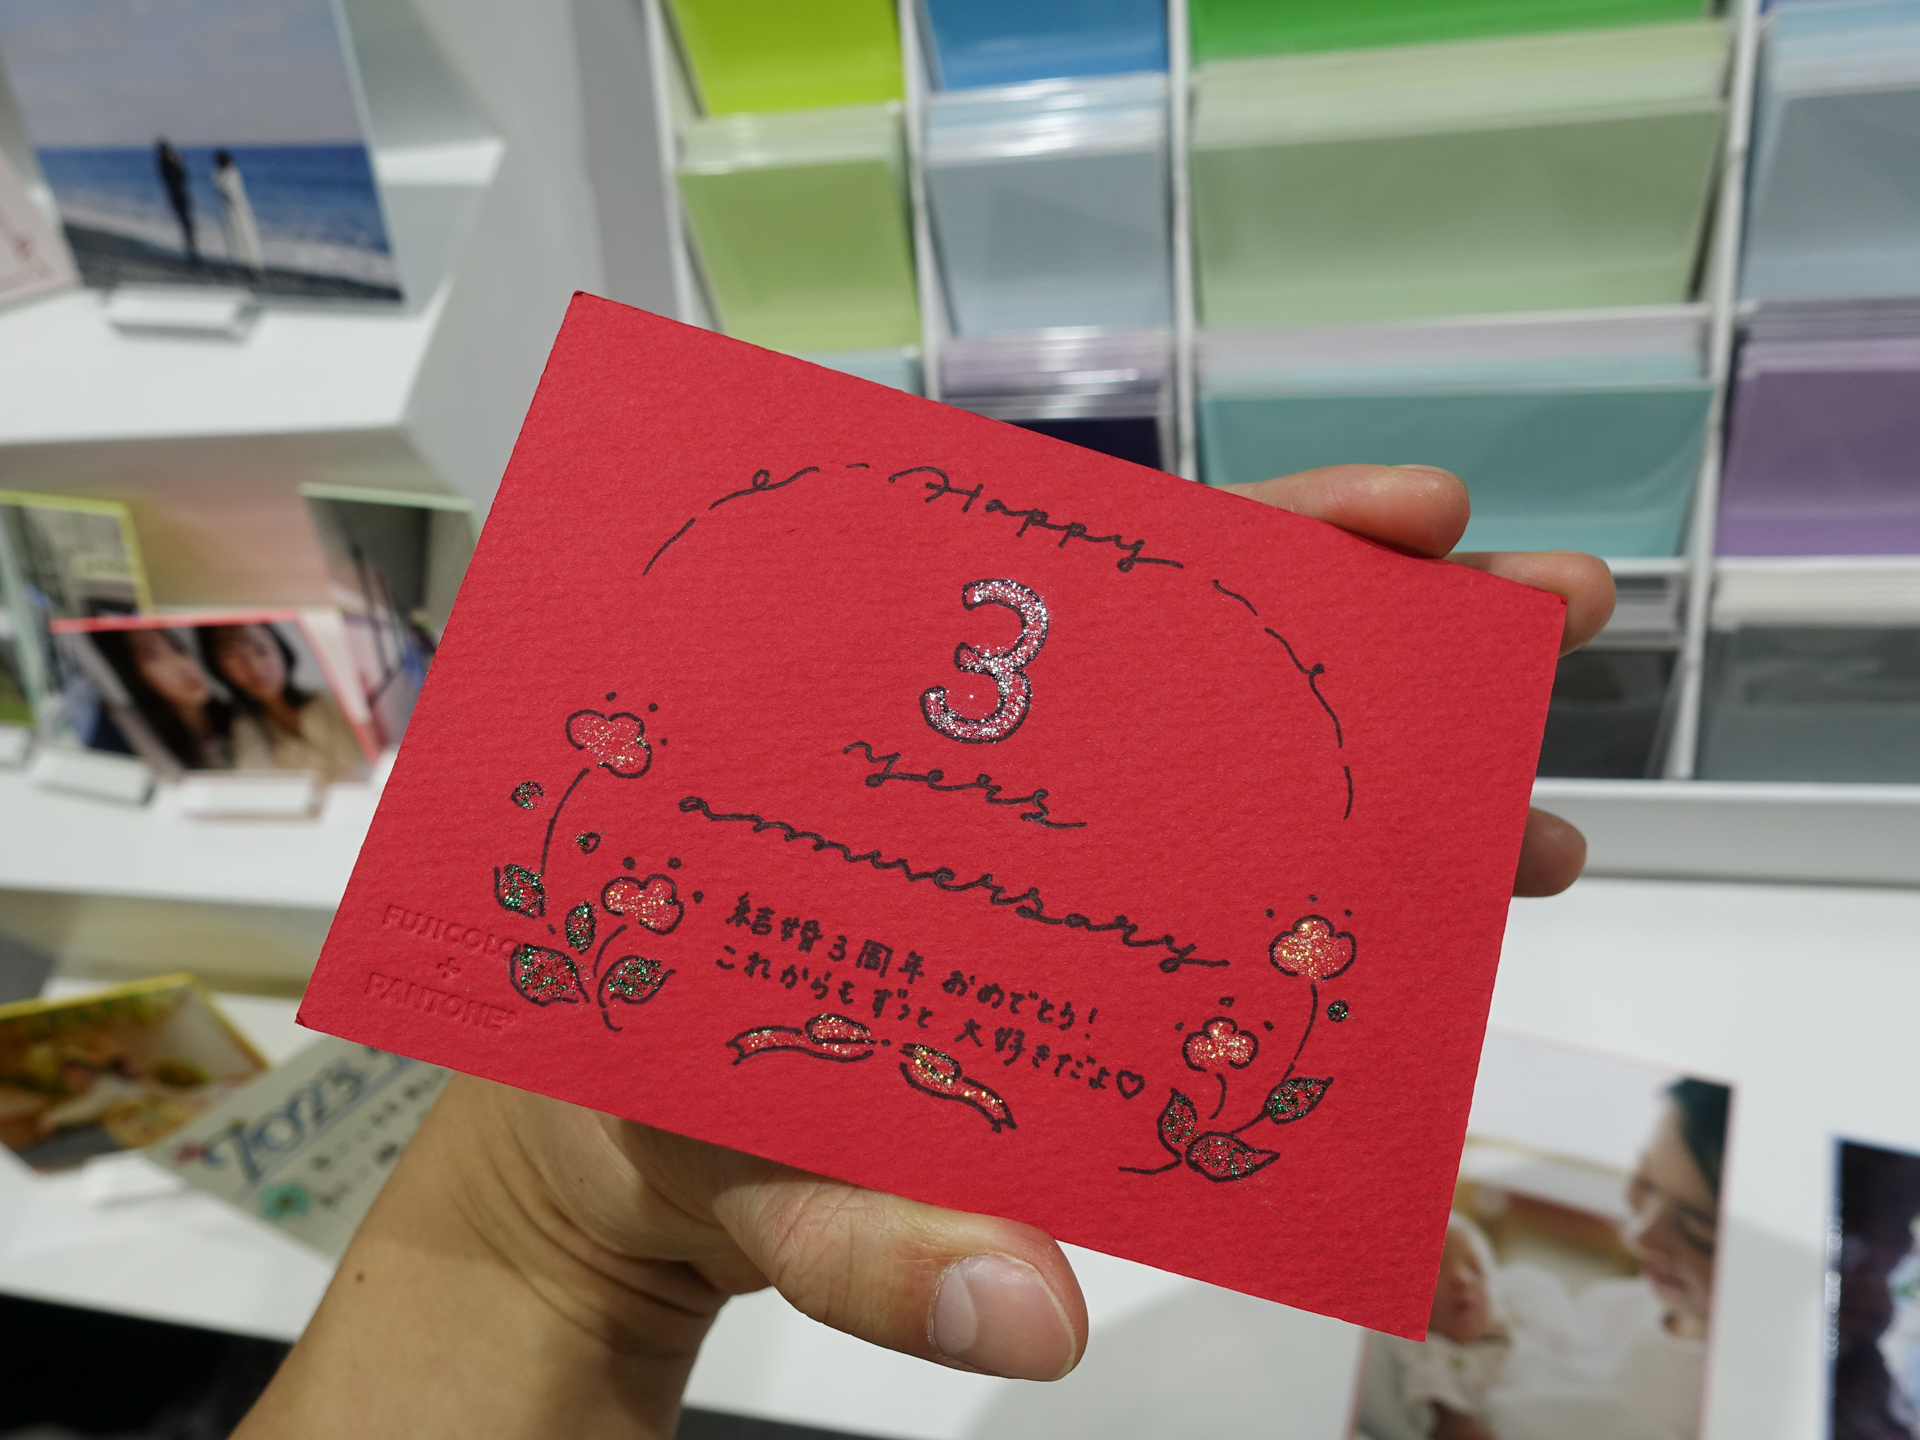 Happy
3
yers
anniversary
結婚3周年 おめでとう!
これからも ずっと 大好きだよ♡
FUJICOLOR
+
PANTONE®
2023